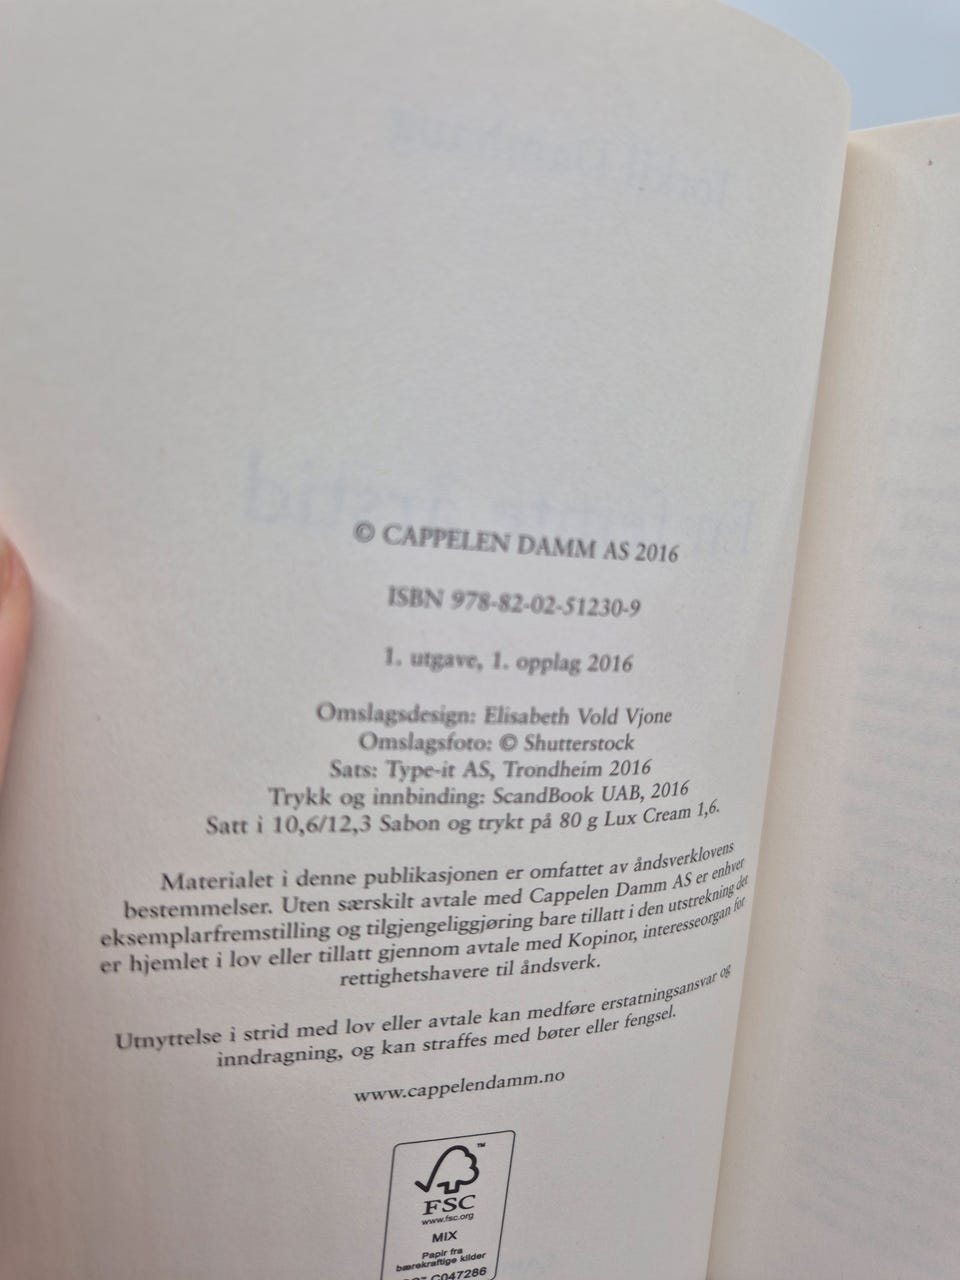 © CAPPELEN DAMM AS 2016
ISBN 978-82-02-51230-9
1. utgave, 1. opplag 2016
Omslagsdesign: Elisabeth Vold Vjone
Omslagsfoto: © Shutterstock
Sats: Type-it AS, Trondheim 2016
Trykk og innbinding: ScandBook UAB, 2016
Satt i 10,6/12,3 Sabon og trykt på 80 g Lux Cream 1,6.
Materialet i denne publikasjonen er omfattet av åndsverklovens
bestemmelser. Uten særskilt avtale med Cappelen Damm AS er enhver
eksemplarfremstilling og tilgjengeliggjøring bare tillatt i den utstrekning det
er hjemlet i lov eller tillatt gjennom avtale med Kopinor, interesseorgan for
rettighetshavere til åndsverk.
Utnyttelse i strid med lov eller avtale kan medføre erstatningsansvar og
inndragning, og kan straffes med bøter eller fengsel.
www.cappelendamm.no
™
FSC
www.fsc.org
MIX
Papir fra
bærekraftige kilder
C047286